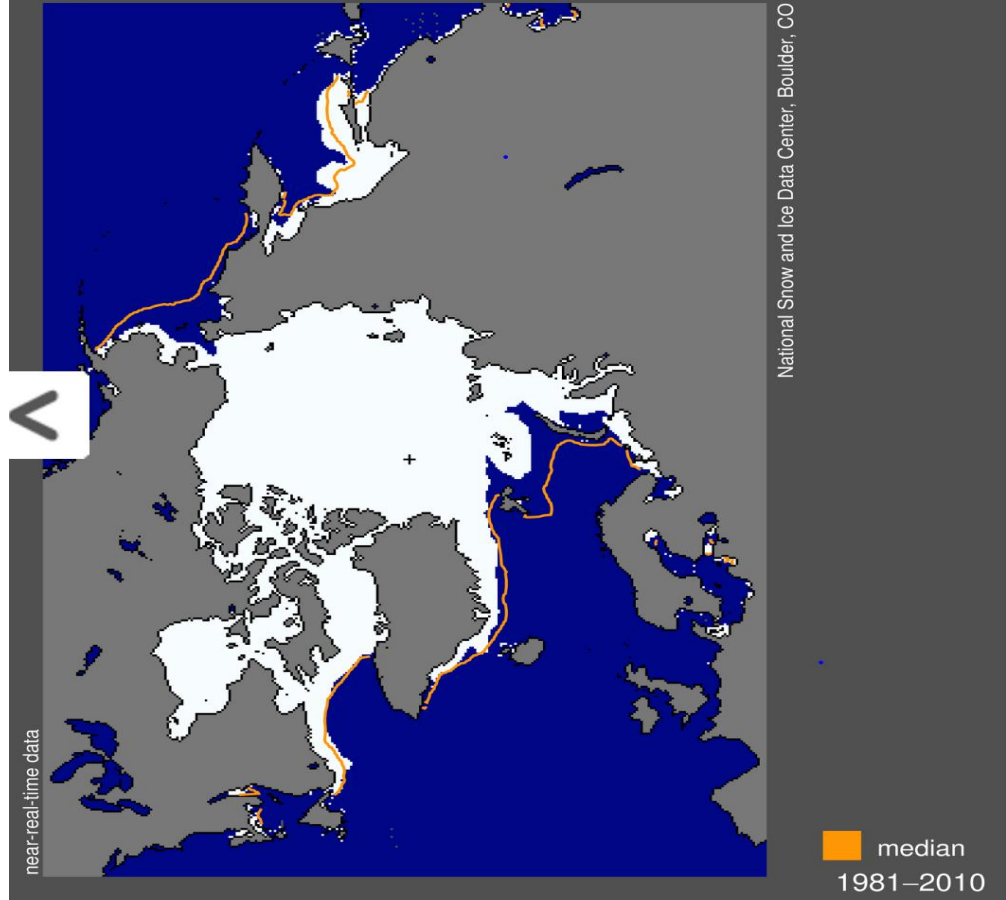 near-real-time data
National Snow and Ice Data Center, Boulder, CO
median
1981–2010